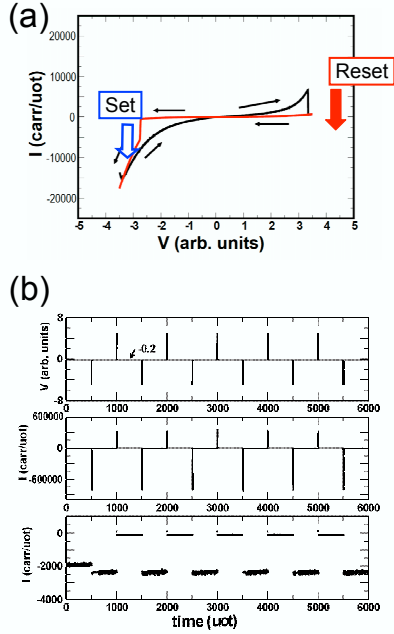 (a)
I (carr/uot)
20000
10000
0
-10000
-20000
Set
Reset
-5 -4 -3 -2 -1 0 1 2 3 4 5
V (arb. units)
(b)
V (arb. units)
8
0
-8
-0.2
0 1000 2000 3000 4000 5000 6000
I (carr/uot)
600000
0
-600000
0 1000 2000 3000 4000 5000 6000
I (carr/uot)
0
-2000
-4000
0 1000 2000 3000 4000 5000 6000
time (uot)